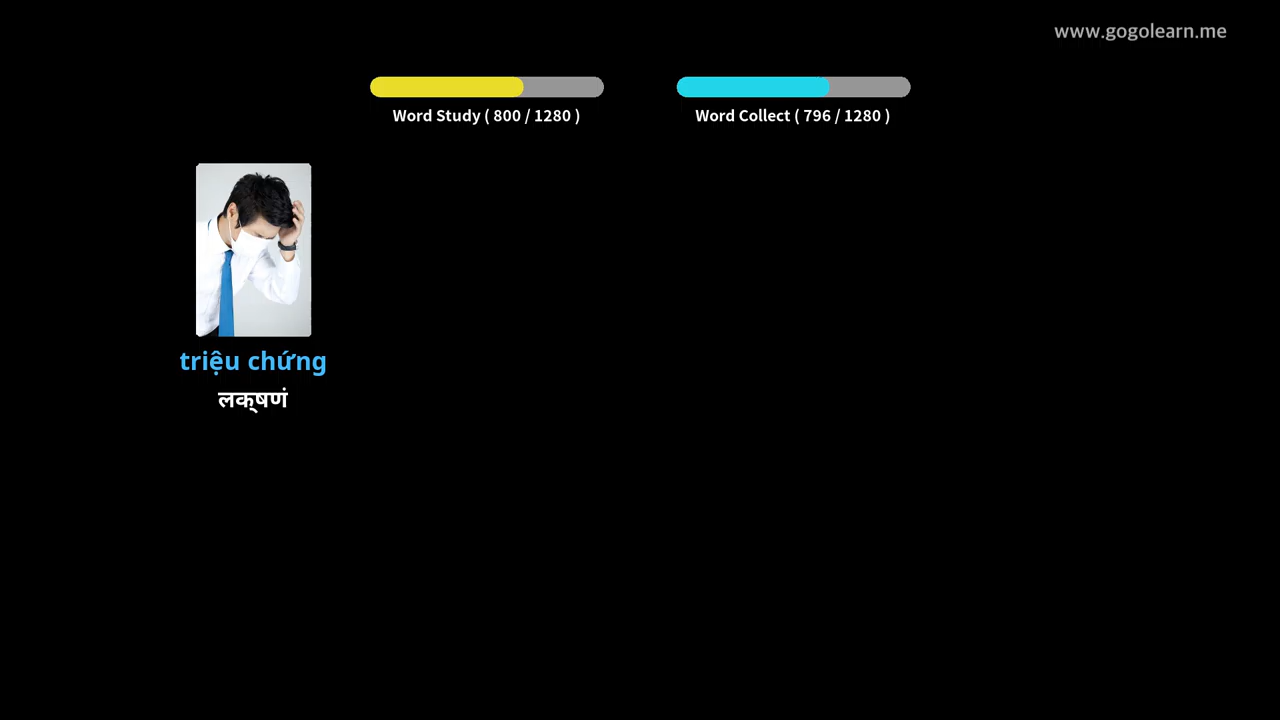 www.gogolearn.me
Word Study ( 800 / 1280 )
Word Collect ( 796 / 1280 )
triệu chứng
लक्षणं